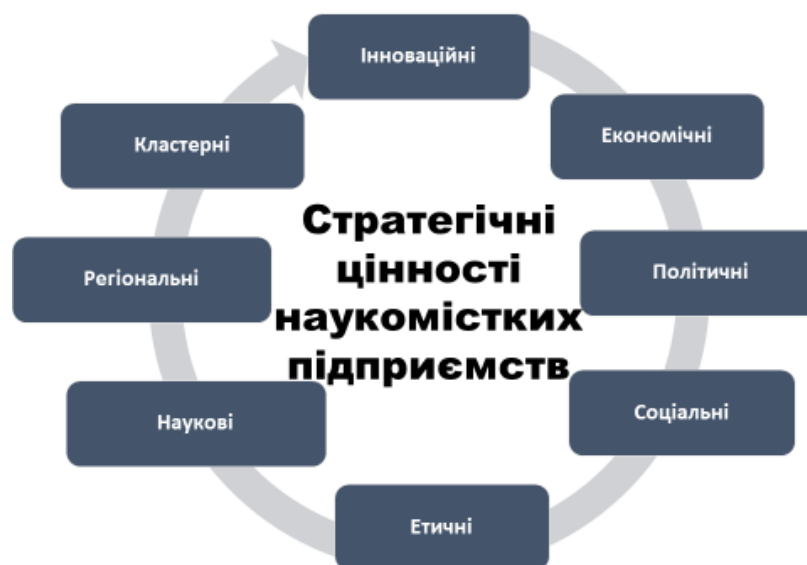 Інноваційні
Економічні
Політичні
Соціальні
Етичні
Наукові
Регіональні
Кластерні
Стратегічні
цінності
наукомістких
підприємств